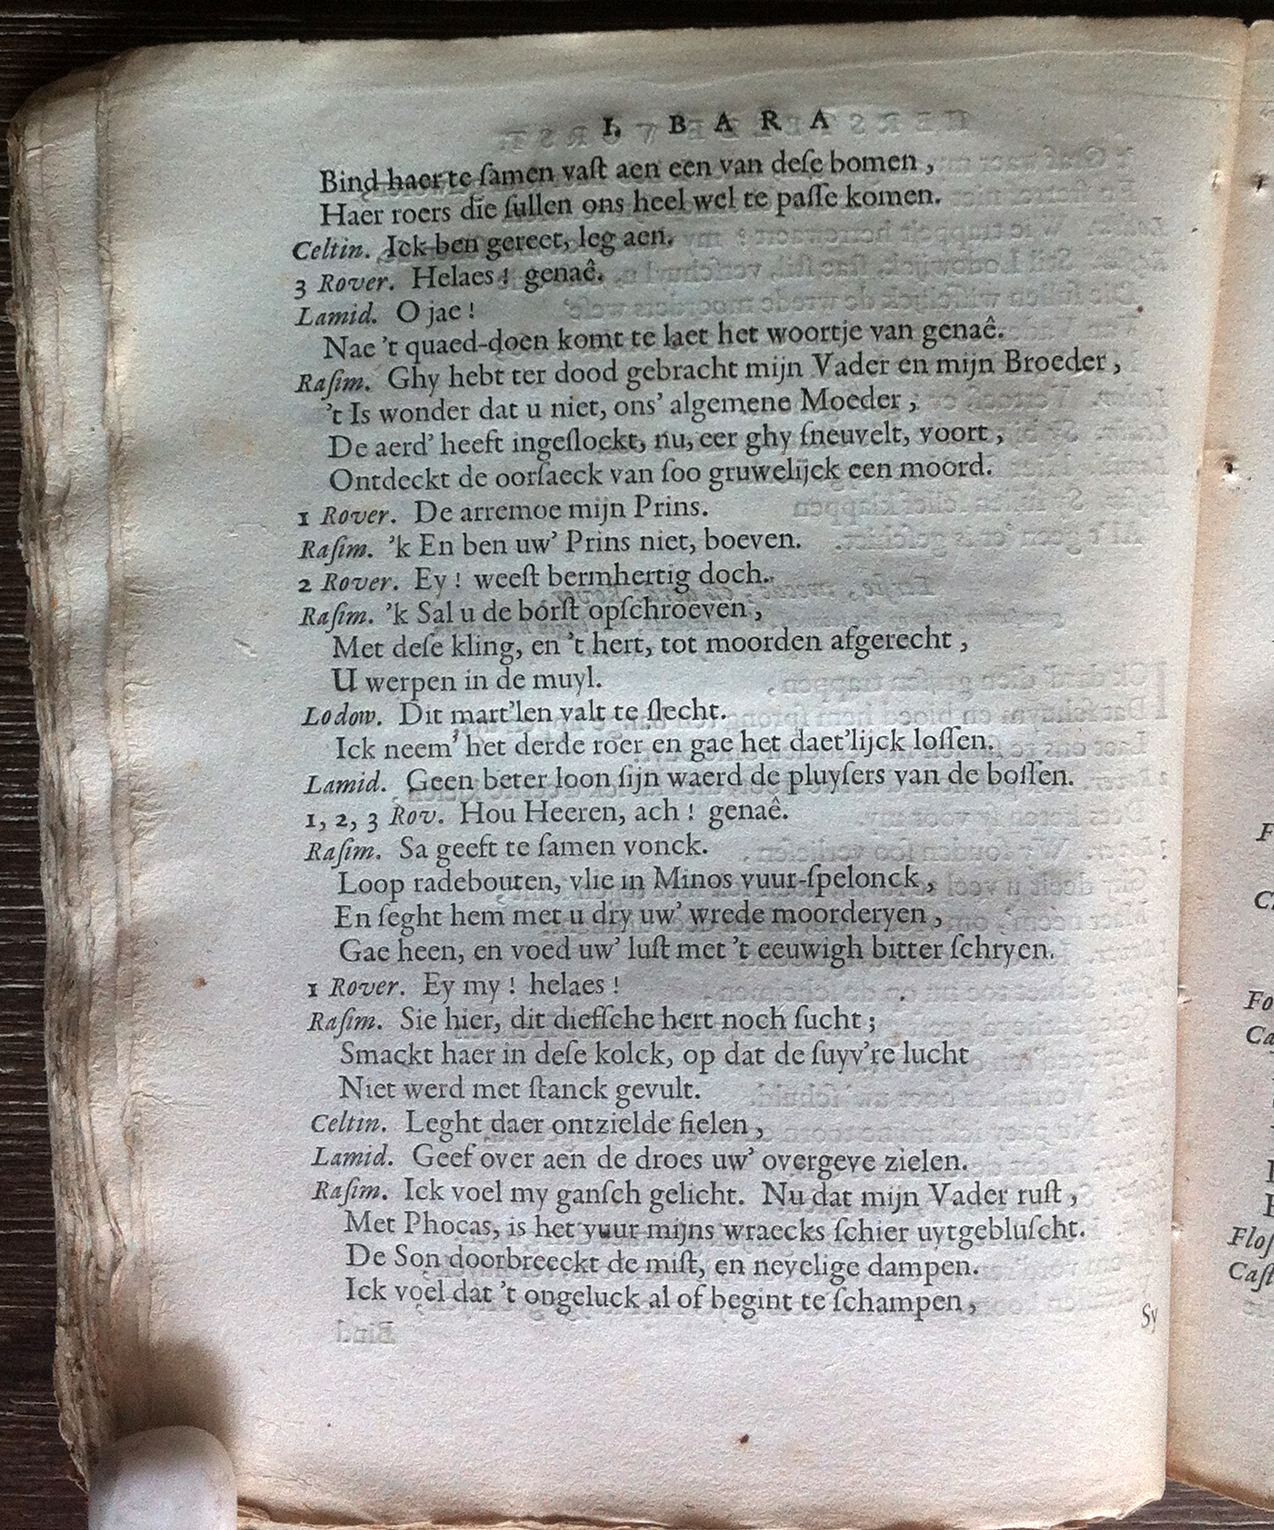 I. BARA
Bind haer te ſamen vaſt aen een van deſe bomen,
Haer roers die ſullen ons heel wel te paſſe komen.
Celtin. Ick ben gereet, leg aen.
3 Rover. Helaes! genaê.
Lamid. O jae!
Nae 't quaed-doen komt te laet het woortje van genaê.
Raſim. Ghy hebt ter dood gebracht mijn Vader en mijn Broeder,
't Is wonder dat u niet, ons' algemene Moeder,
De aerd' heeft ingeſlockt, nu, eer ghy ſneuvelt, voort,
Ontdeckt de oorſaeck van ſoo gruwelijck een moord.
1 Rover. De arremoe mijn Prins.
Raſim. 'k En ben uw' Prins niet, boeven.
2 Rover. Ey! weeſt bermhertig doch.
Raſim. 'k Sal u de borſt opſchroeven,
Met deſe kling, en 't hert, tot moorden afgerecht,
U werpen in de muyl.
Lodow. Dit mart'len valt te ſlecht.
Ick neem' het derde roer en gae het daet'lijck loſſen.
Lamid. Geen beter loon ſijn waerd de pluyſers van de boſſen.
1, 2, 3 Rov. Hou Heeren, ach! genaê.
Raſim. Sa geeft te ſamen vonck.
Loop radebouten, vlie in Minos vuur-ſpelonck,
En ſeght hem met u dry uw' wrede moorderyen,
Gae heen, en voed uw' luſt met 't eeuwigh bitter ſchryen.
1 Rover. Ey my! helaes!
Raſim. Sie hier, dit diefſche hert noch ſucht;
Smackt haer in deſe kolck, op dat de ſuyv're lucht
Niet werd met ſtanck gevult.
Celtin. Leght daer ontzielde fielen,
Lamid. Geef over aen de droes uw' overgeve zielen.
Raſim. Ick voel my ganſch gelicht. Nu dat mijn Vader ruſt,
Met Phocas, is het vuur mijns wraecks ſchier uytgebluſcht.
De Son doorbreeckt de miſt, en nevelige dampen.
Ick voel dat 't ongeluck al of begint te ſchampen,
Sy